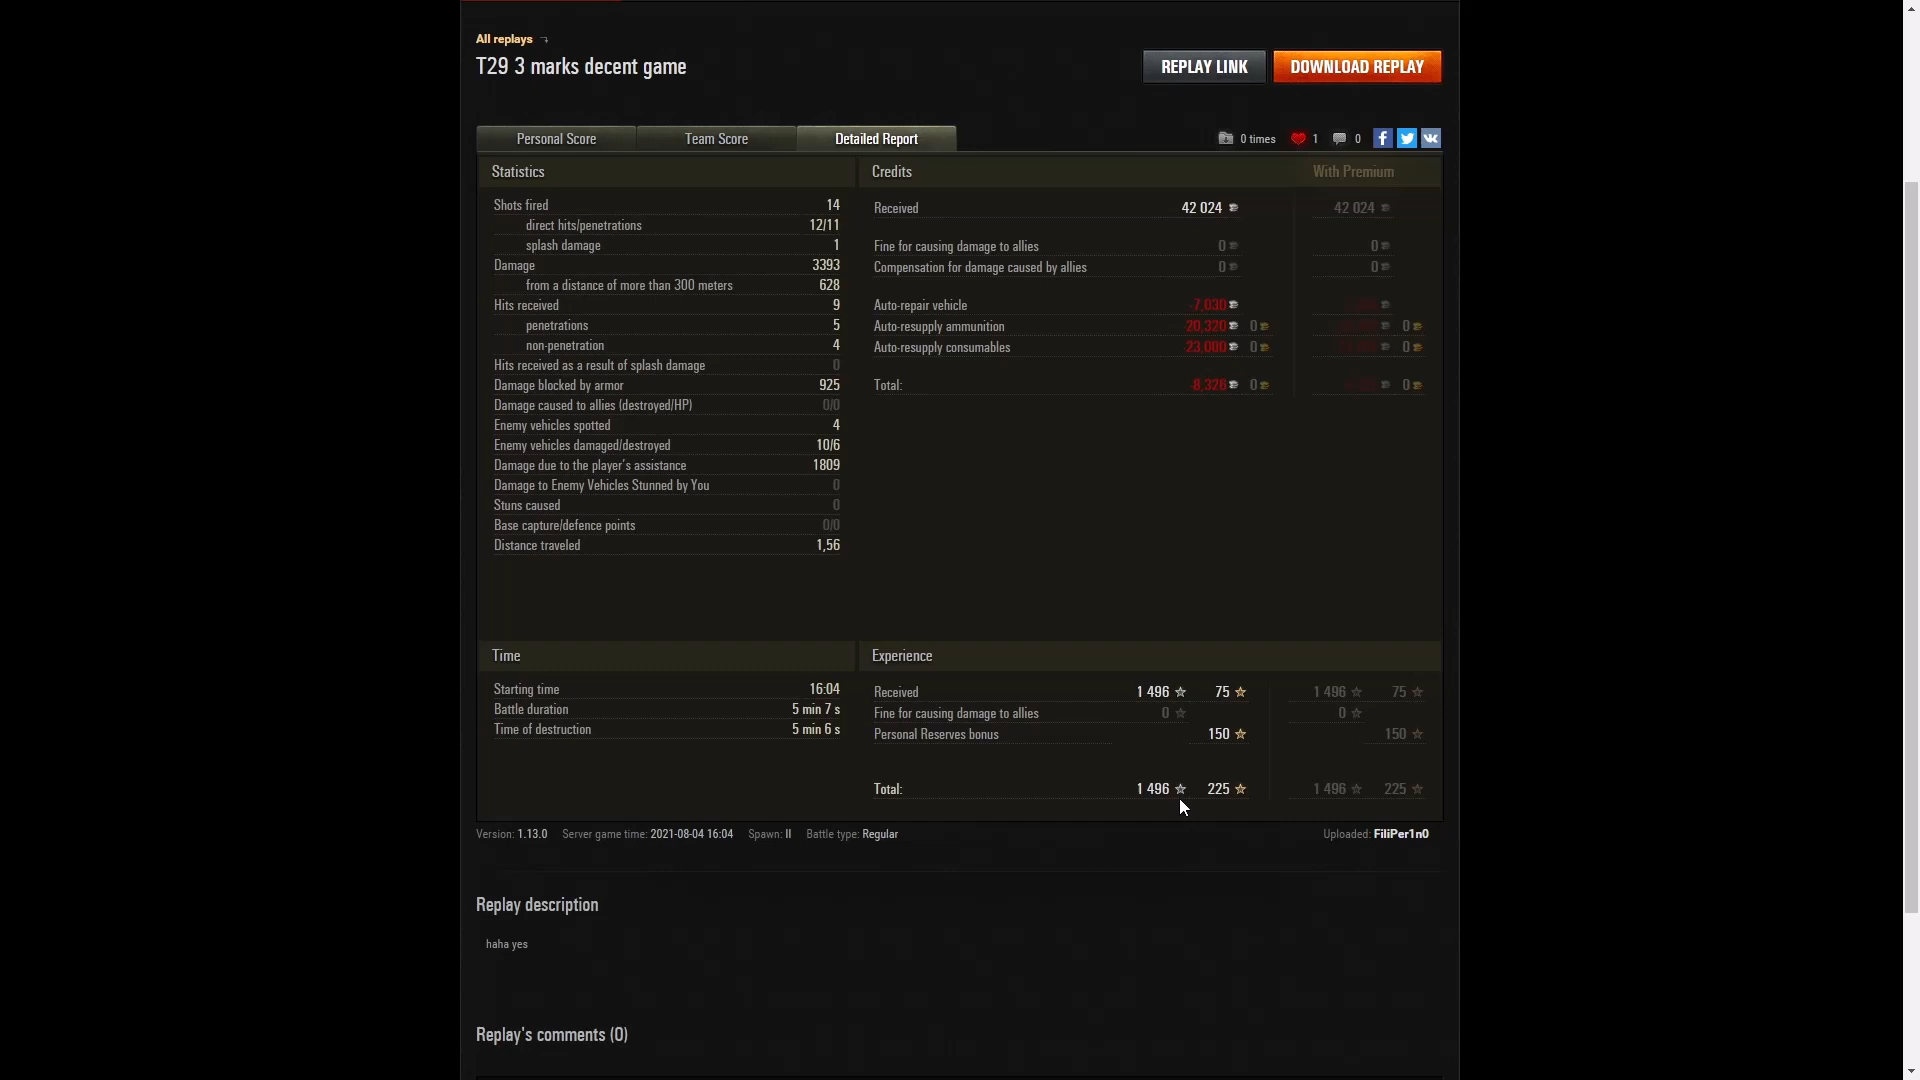 All replays
T29 3 marks decent game
REPLAY LINK
DOWNLOAD REPLAY
Personal Score
Team Score
Detailed Report
0 times
1
0
Statistics
Shots fired 14
direct hits/penetrations 12/11
splash damage 1
Damage 3393
from a distance of more than 300 meters 628
Hits received 9
penetrations 5
non-penetration 4
Hits received as a result of splash damage 0
Damage blocked by armor 925
Damage caused to allies (destroyed/HP) 0/0
Enemy vehicles spotted 4
Enemy vehicles damaged/destroyed 10/6
Damage due to the player's assistance 1809
Damage to Enemy Vehicles Stunned by You 0
Stuns caused 0
Base capture/defence points 0/0
Distance traveled 1,56
Credits With Premium
Received 42 024 42 024
Fine for causing damage to allies 0 0
Compensation for damage caused by allies 0 0
Auto-repair vehicle -7,030
Auto-resupply ammunition -20,320 0 0
Auto-resupply consumables -23,000 0 0
Total: -8,326 0 0
Time
Starting time 16:04
Battle duration 5 min 7 s
Time of destruction 5 min 6 s
Experience
Received 1 496 75 1 496 75
Fine for causing damage to allies 0 0
Personal Reserves bonus 150 150
Total: 1 496 225 1 496 225
Version: 1.13.0 Server game time: 2021-08-04 16:04 Spawn: II Battle type: Regular
Uploaded: FiliPer1n0
Replay description
haha yes
Replay's comments (0)